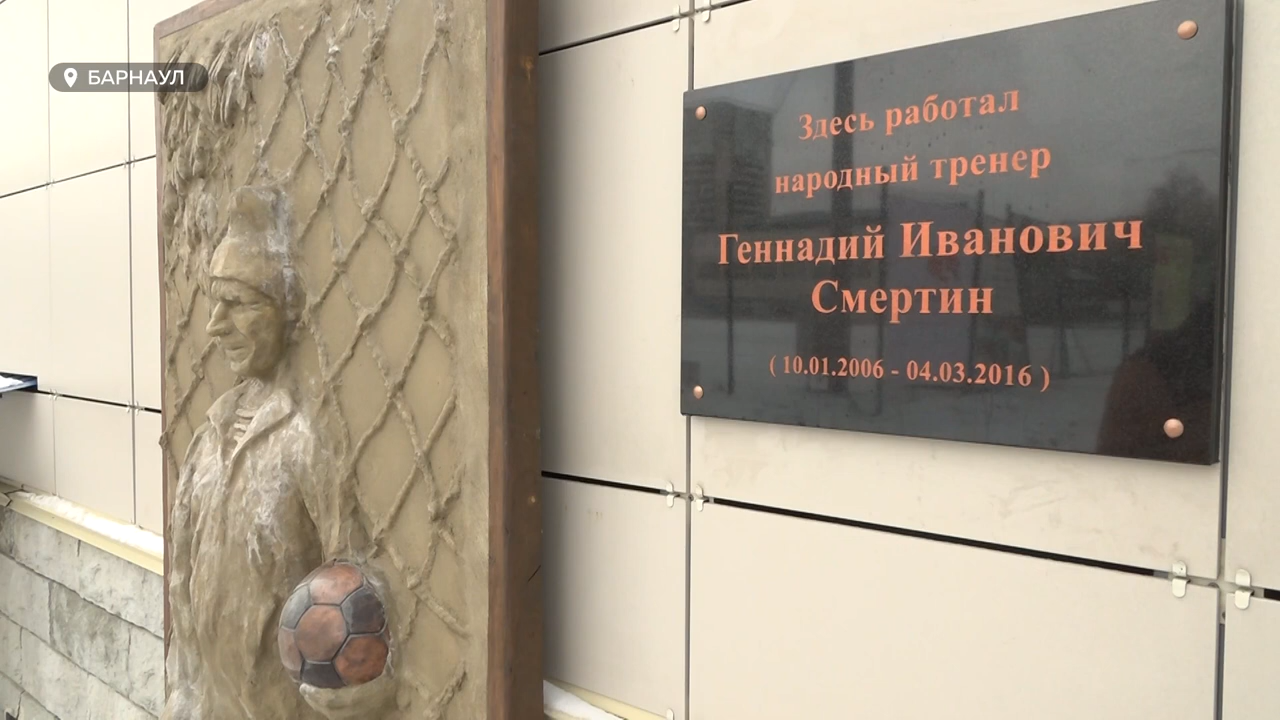 БАРНАУЛ
Здесь работал
народный тренер
Геннадий Иванович
Смертин
( 10.01.2006 - 04.03.2016 )